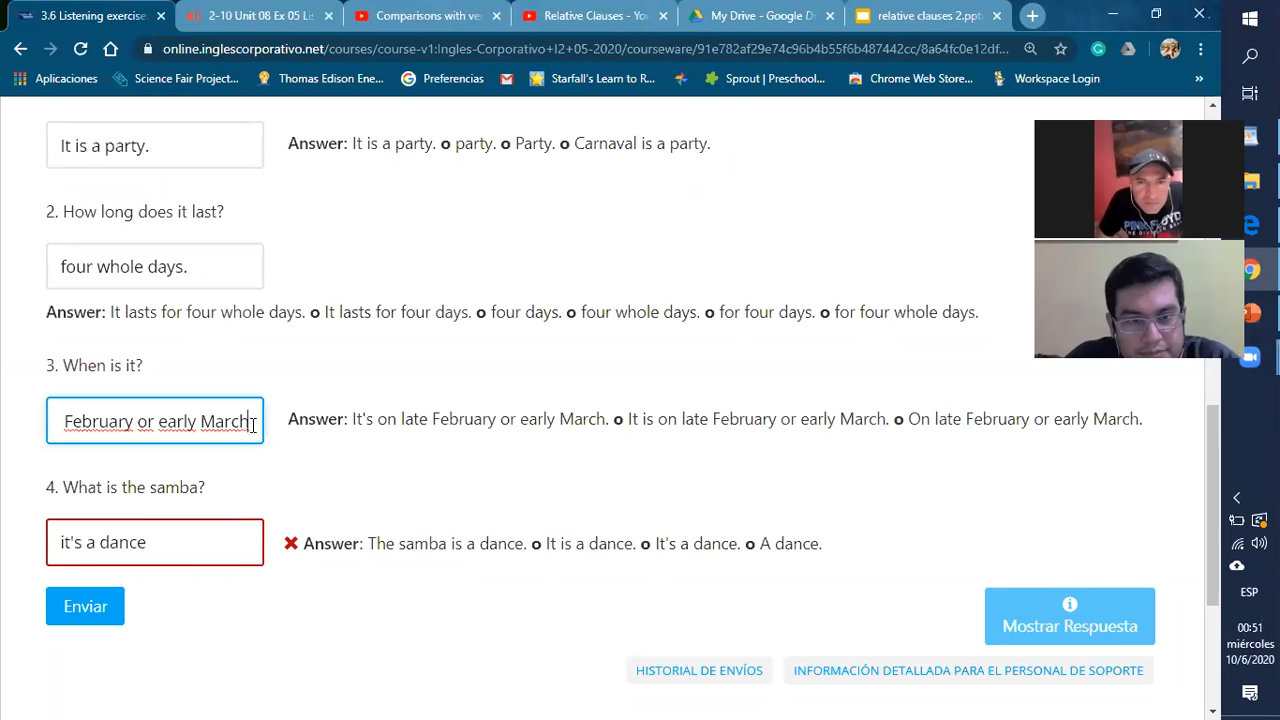 3.6 Listening exercise
2-10 Unit 08 Ex 05 Li
Comparisons with ve
Relative Clauses - Yo
My Drive - Google D
relative clauses 2.ppt
online.inglescorporativo.net/courses/course-v1:Ingles-Corporativo+I2+05-2020/courseware/91e782af29e74c96b4b55f6b487442cc/8a64fc0e12df...
Aplicaciones
Science Fair Project...
Thomas Edison Ene...
Preferencias
Starfall's Learn to R...
Sprout | Preschool...
Chrome Web Store...
Workspace Login
It is a party.
Answer: It is a party. o party. o Party. o Carnaval is a party.
2. How long does it last?
four whole days.
Answer: It lasts for four whole days. o It lasts for four days. o four days. o four whole days. o for four days. o for four whole days.
3. When is it?
February or early March
Answer: It's on late February or early March. o It is on late February or early March. o On late February or early March.
4. What is the samba?
it's a dance
Answer: The samba is a dance. o It is a dance. o It's a dance. o A dance.
Enviar
Mostrar Respuesta
HISTORIAL DE ENVÍOS
INFORMACIÓN DETALLADA PARA EL PERSONAL DE SOPORTE
PINK FLOYD
ESP
00:51
miércoles
10/6/2020